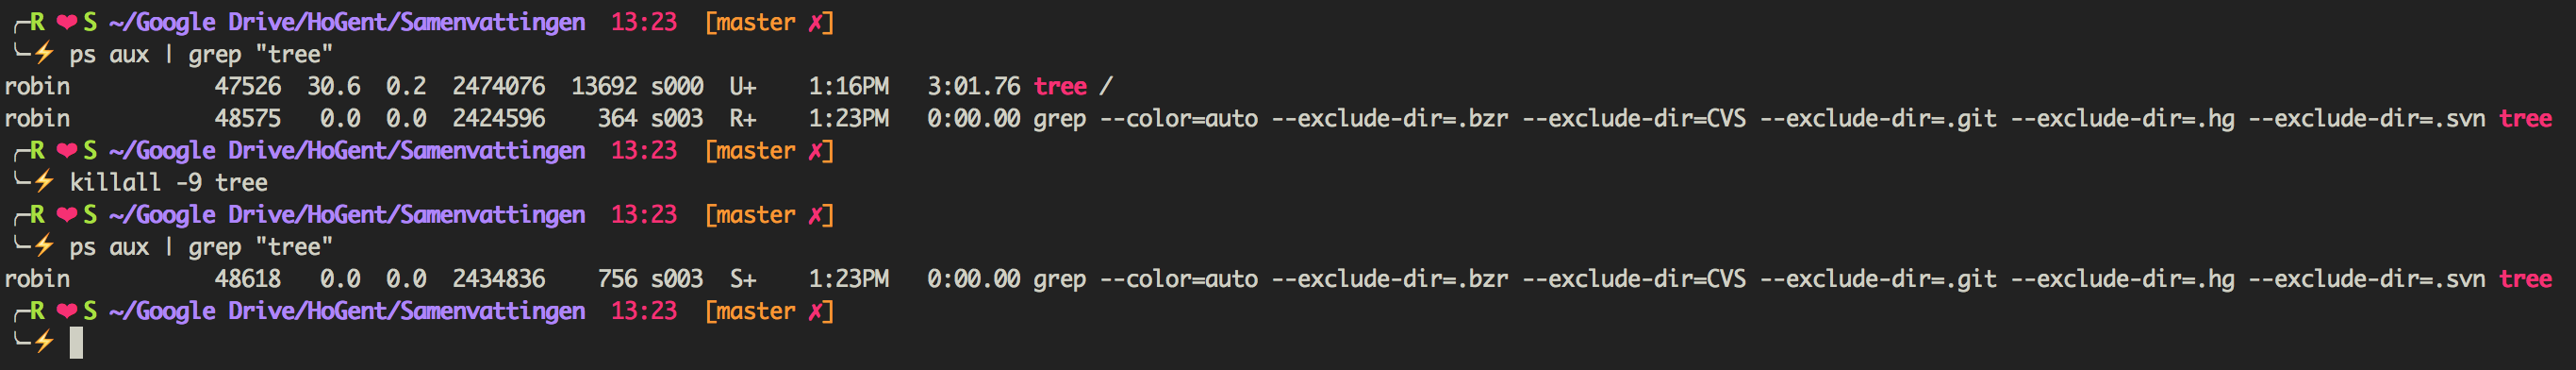 ╭─R ❤ S ~/Google Drive/HoGent/Samenvattingen  13:23  [master ✗]
╰─⚡ ps aux | grep "tree"
robin           47526  30.6  0.2  2474076  13692 s000  U+    1:16PM   3:01.76 tree /
robin           48575   0.0  0.0  2424596    364 s003  R+    1:23PM   0:00.00 grep --color=auto --exclude-dir=.bzr --exclude-dir=CVS --exclude-dir=.git --exclude-dir=.hg --exclude-dir=.svn tree
╭─R ❤ S ~/Google Drive/HoGent/Samenvattingen  13:23  [master ✗]
╰─⚡ killall -9 tree
╭─R ❤ S ~/Google Drive/HoGent/Samenvattingen  13:23  [master ✗]
╰─⚡ ps aux | grep "tree"
robin           48618   0.0  0.0  2434836    756 s003  S+    1:23PM   0:00.00 grep --color=auto --exclude-dir=.bzr --exclude-dir=CVS --exclude-dir=.git --exclude-dir=.hg --exclude-dir=.svn tree
╭─R ❤ S ~/Google Drive/HoGent/Samenvattingen  13:23  [master ✗]
╰─⚡